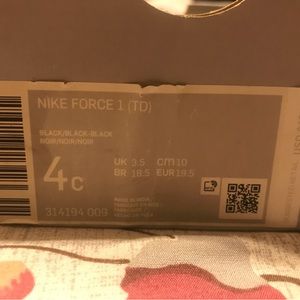 NIKE FORCE 1 (TD)
BLACK/BLACK-BLACK
NOIR/NOIR/NOIR
4C
UK 3.5 cm 10
BR 18.5 EUR 19.5
314194 009